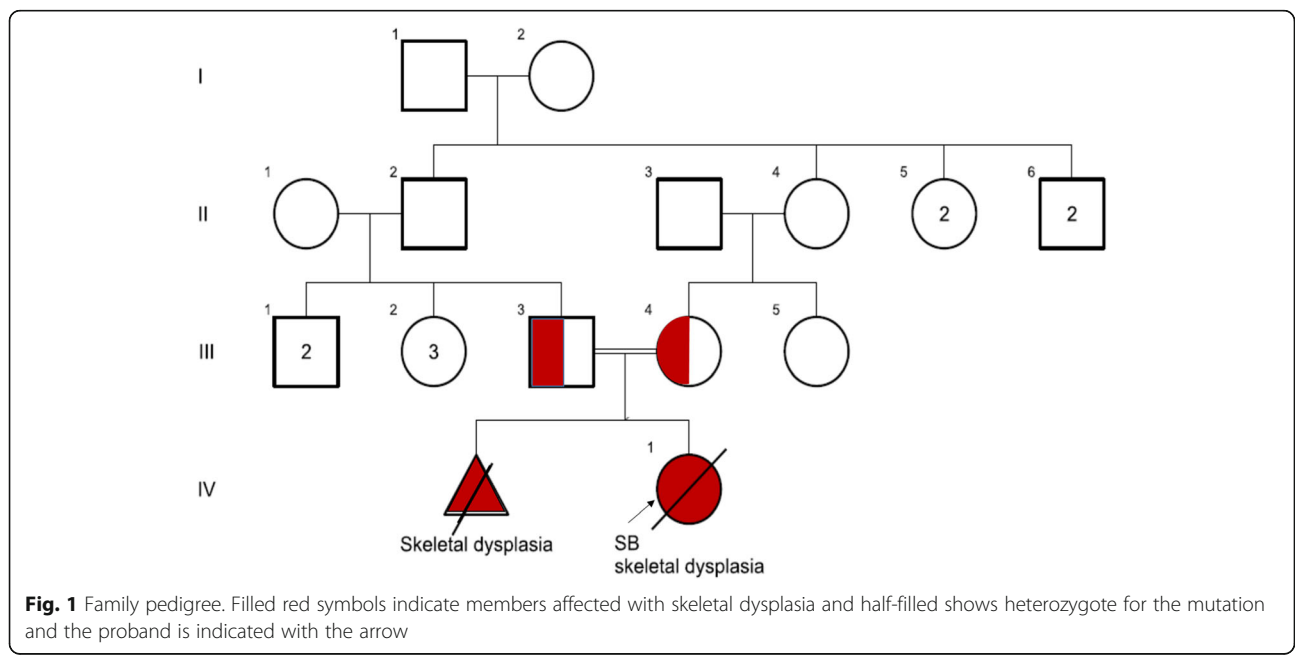 1 2
I
1 2 3 4 5 6
II 2 2
1 2 3 4 5
III 2 3
1
IV
Skeletal dysplasia SB
skeletal dysplasia
Fig. 1 Family pedigree. Filled red symbols indicate members affected with skeletal dysplasia and half-filled shows heterozygote for the mutation
and the proband is indicated with the arrow